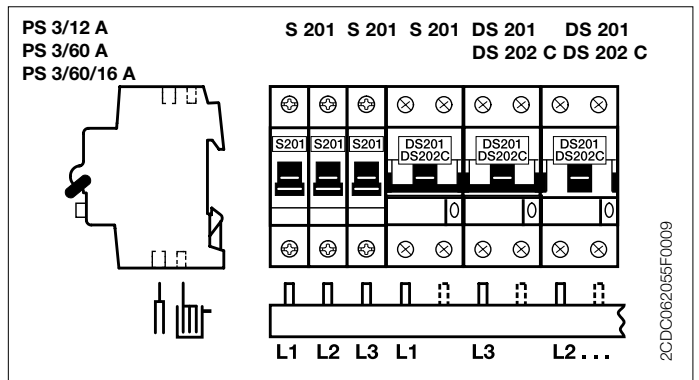 PS 3/12 A
PS 3/60 A
PS 3/60/16 A
S 201 S 201 S 201 DS 201 DS 201
DS 202 C DS 202 C
S201 S201 S201 DS201 DS201 DS201
DS202C DS202C DS202C
L1 L2 L3 L1 L3 L2 . . .
2CDC062055F0009